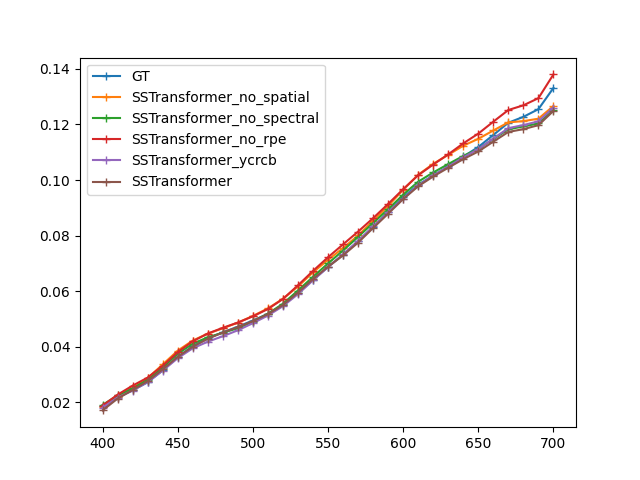 0.14
0.12
0.10
0.08
0.06
0.04
0.02
GT
SSTransformer_no_spatial
SSTransformer_no_spectral
SSTransformer_no_rpe
SSTransformer_ycrcb
SSTransformer
400 450 500 550 600 650 700